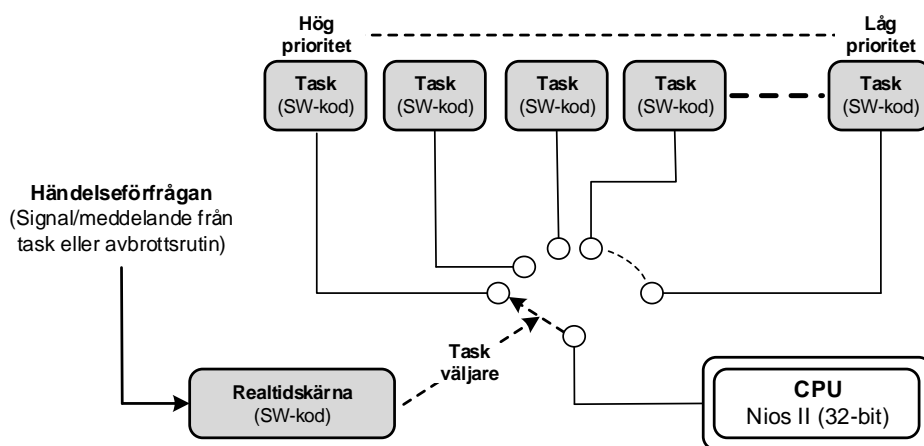 Hög
prioritet
Låg
prioritet
Task
(SW-kod)
Task
(SW-kod)
Task
(SW-kod)
Task
(SW-kod)
Task
(SW-kod)
Händelseförfrågan
(Signal/meddelande från
task eller avbrottsrutin)
Task
väljare
Realtidskärna
(SW-kod)
CPU
Nios II (32-bit)